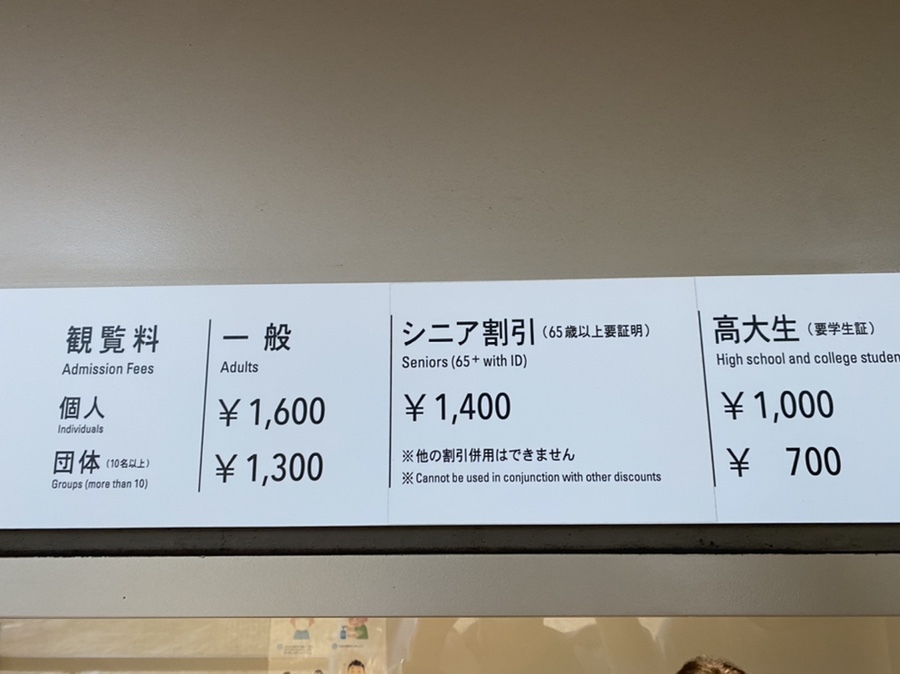 観覧料
Admission Fees
個人
Individuals
団体（10名以上）
Groups (more than 10)
一般
Adults
￥1,600
￥1,300
シニア割引（65歳以上要証明）
Seniors (65+ with ID)
￥1,400
※他の割引併用はできません
※Cannot be used in conjunction with other discounts
高大生（要学生証）
High school and college studen
￥1,000
￥ 700